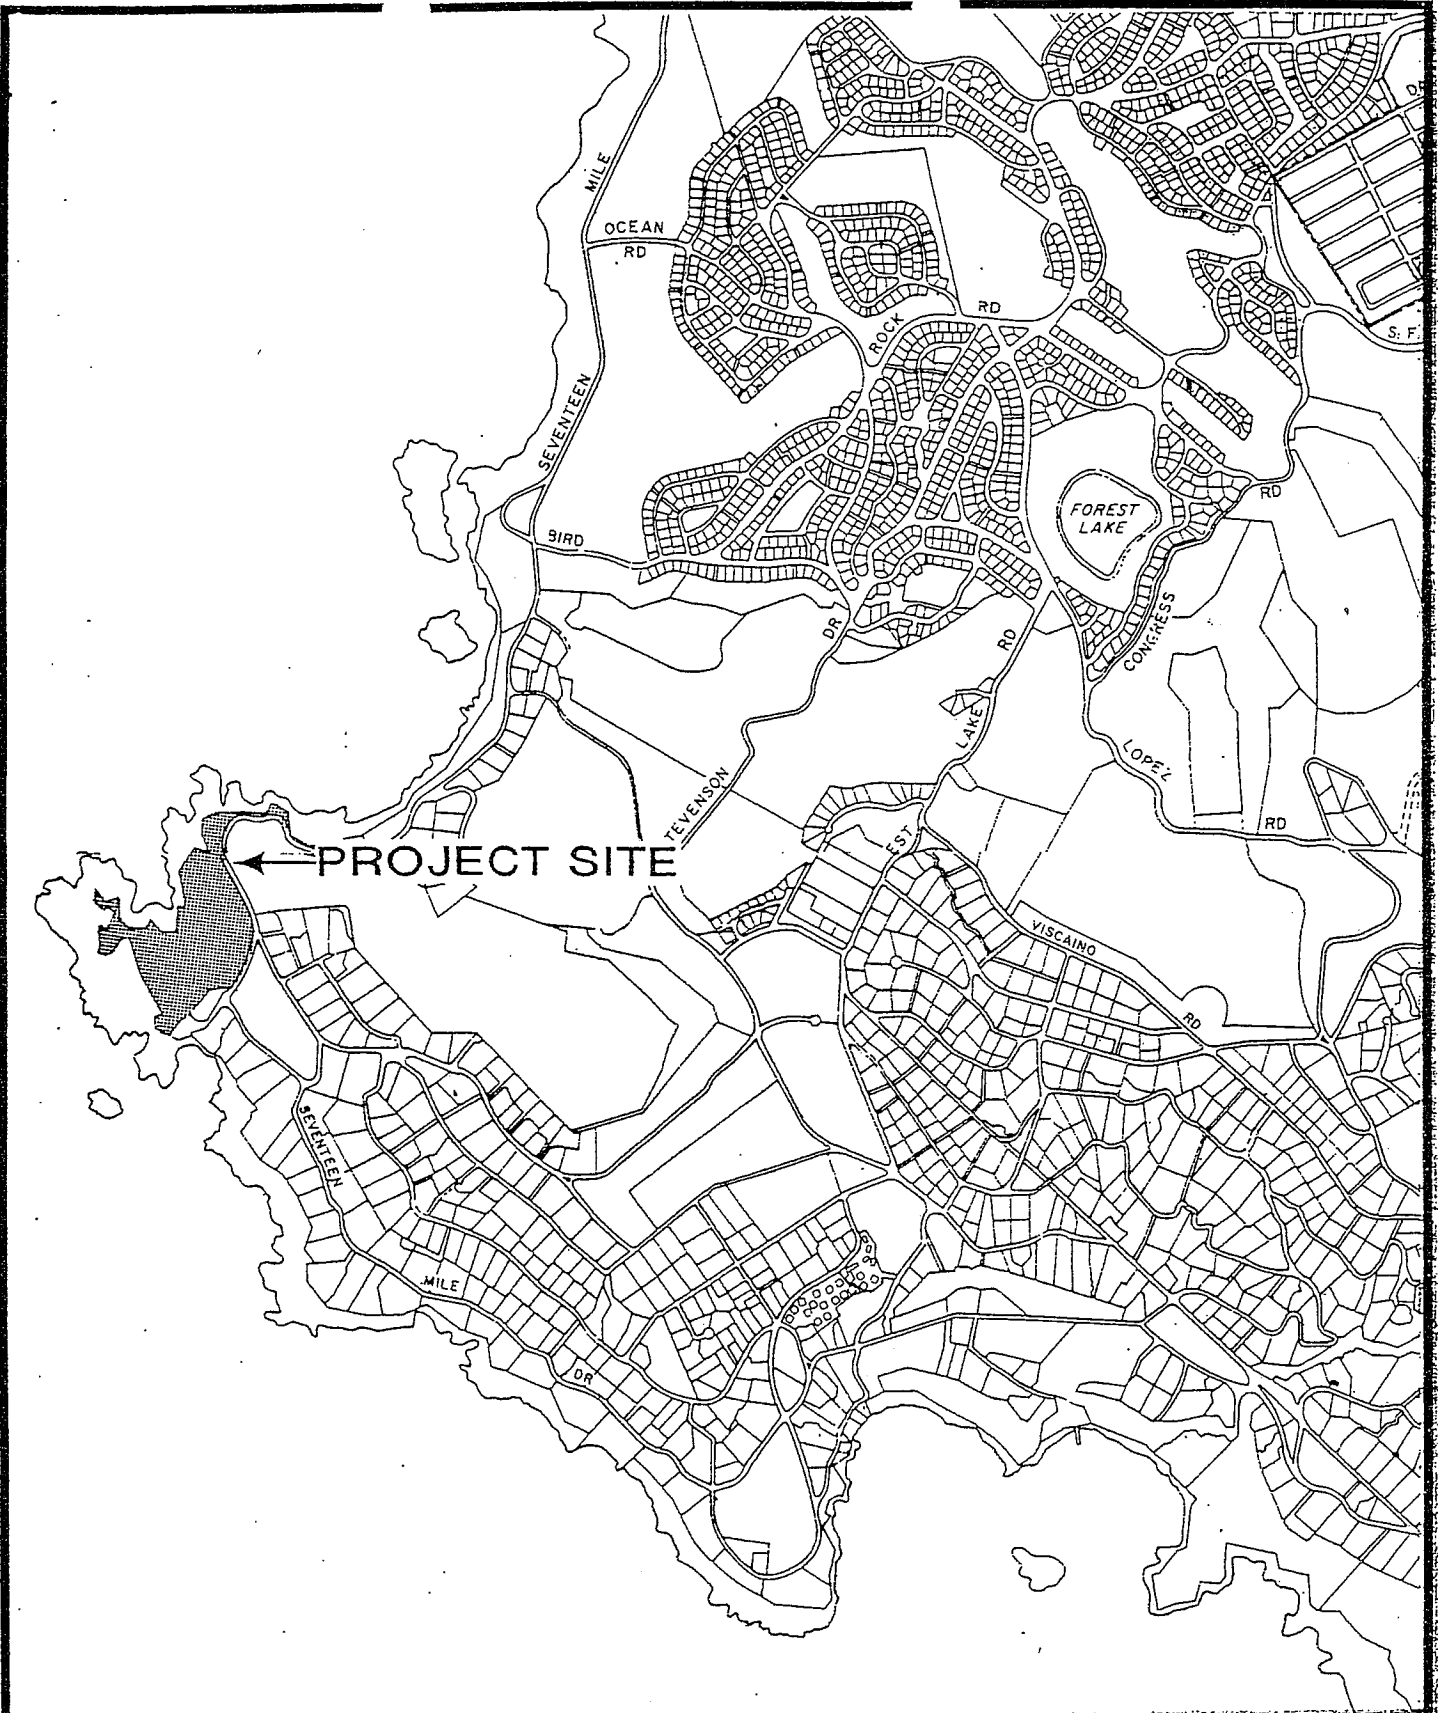 MILE
OCEAN
RD
ROCK
RD
S. F.
SEVENTEEN
FOREST
LAKE
RD
BIRD
DR
RD
CONGRESS
LAKE
LOPEZ
TEVENSON
EST
RD
PROJECT SITE
VISCAINO
RD
SEVENTEEN
MILE
DR